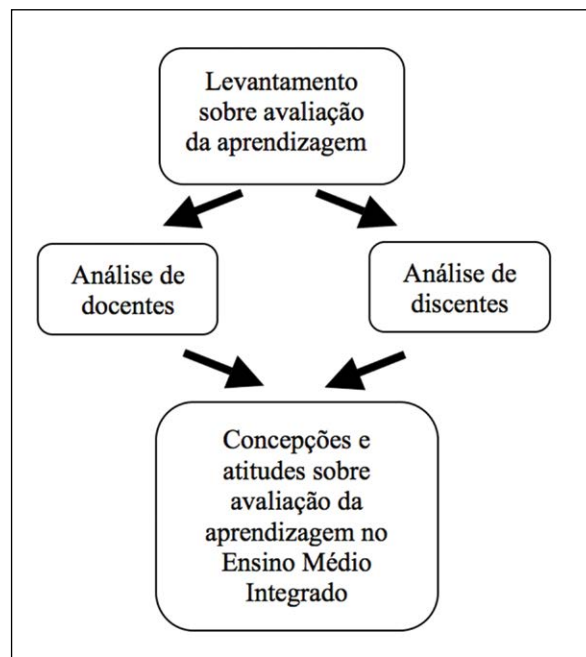 Levantamento
sobre avaliação
da aprendizagem
Análise de
docentes
Análise de
discentes
Concepções e
atitudes sobre
avaliação da
aprendizagem no
Ensino Médio
Integrado